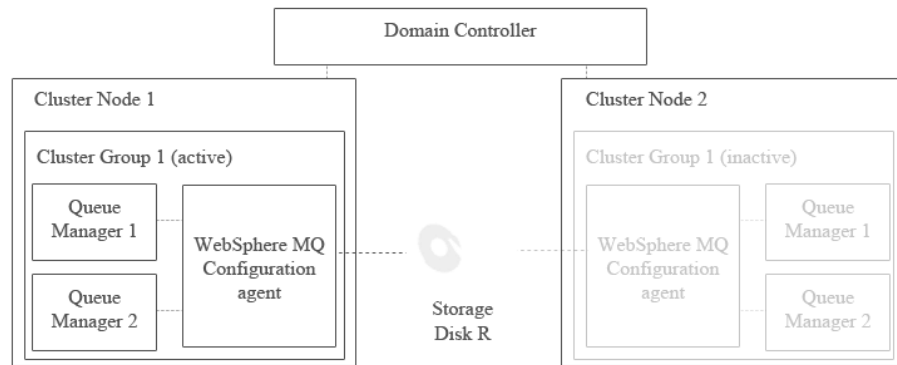 Domain Controller
Cluster Node 1
Cluster Group 1 (active)
Queue
Manager 1
Queue
Manager 2
WebSphere MQ
Configuration
agent
Storage
Disk R
Cluster Node 2
Cluster Group 1 (inactive)
WebSphere MQ
Configuration
agent
Queue
Manager 1
Queue
Manager 2